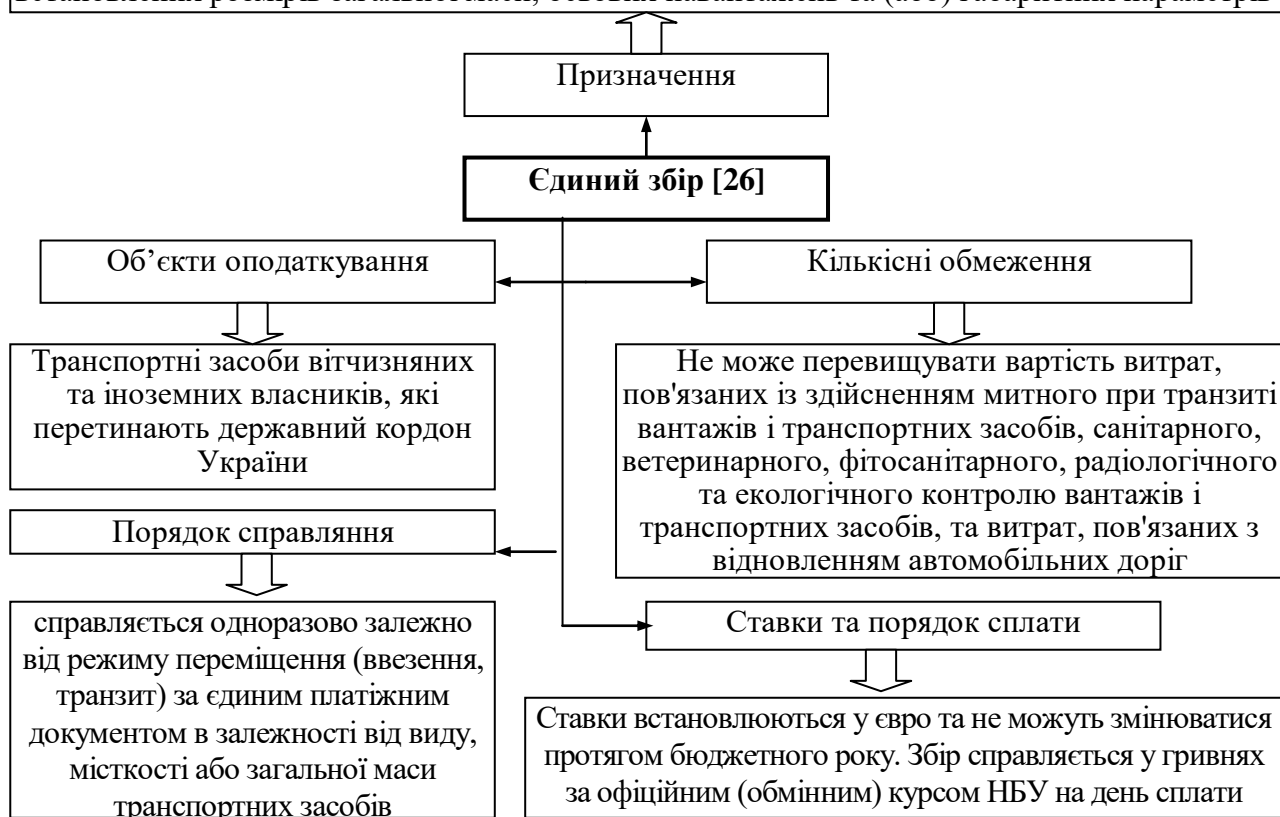 Призначення
Єдиний збір [26]
Об’єкти оподаткування
Кількісні обмеження
Транспортні засоби вітчизняних
та іноземних власників, які
перетинають державний кордон
України
Не може перевищувати вартість витрат,
пов'язаних із здійсненням митного при транзиті
вантажів і транспортних засобів, санітарного,
ветеринарного, фітосанітарного, радіологічного
та екологічного контролю вантажів і
транспортних засобів, та витрат, пов'язаних з
відновленням автомобільних доріг
Порядок справляння
справляється одноразово залежно
від режиму переміщення (ввезення,
транзит) за єдиним платіжним
документом в залежності від виду,
місткості або загальної маси
транспортних засобів
Ставки та порядок сплати
Ставки встановлюються у євро та не можуть змінюватися
протягом бюджетного року. Збір справляється у гривнях
за офіційним (обмінним) курсом НБУ на день сплати